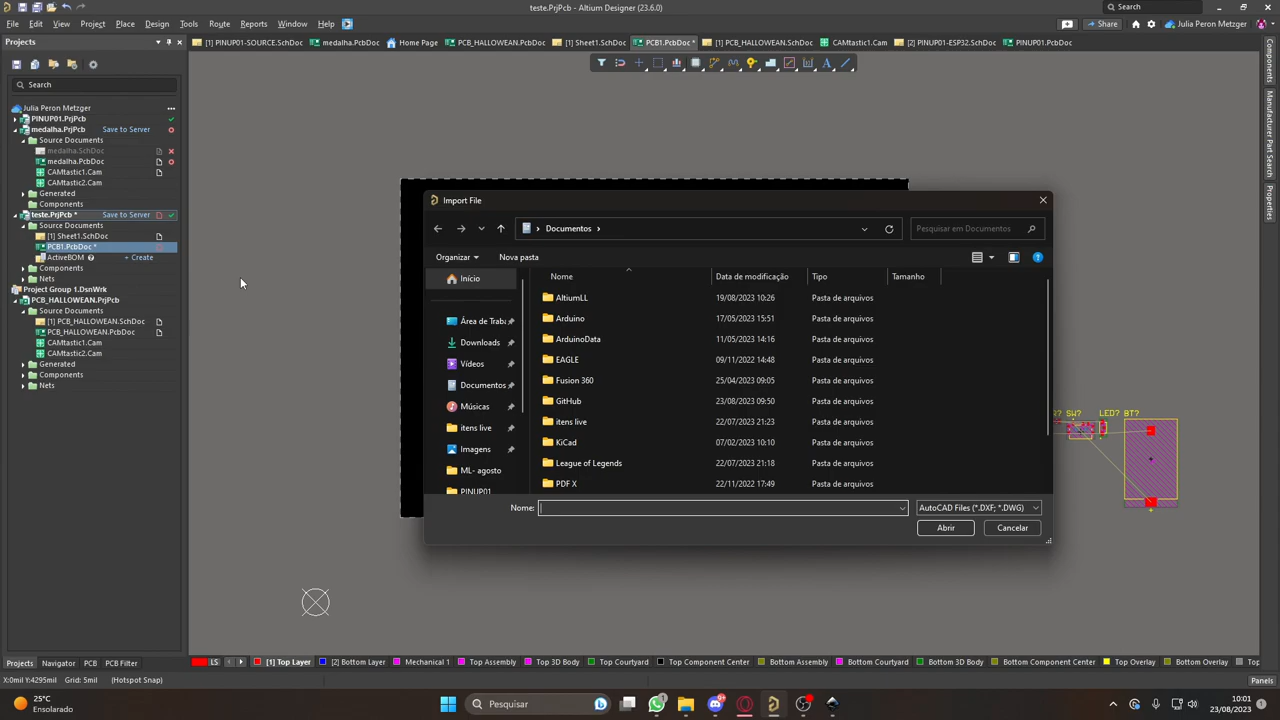 teste.PrjPcb * - Altium Designer (23.6.0)
Search
File Edit View Project Place Design Tools Route Reports Window Help
Share
Julia Peron Metzger
Projects
[1] PINUP01-SOURCE.SchDoc
medalha.PcbDoc
Home Page
PCB_HALLOWEAN.PcbDoc
[1] Sheet1.SchDoc
PCB1.PcbDoc *
[1] PCB_HALLOWEAN.SchDoc
CAMtastic1.Cam
[2] PINUP01-ESP32.SchDoc
PINUP01.PcbDoc
Components
Manufacturer Part Search
Properties
Search
Julia Peron Metzger
PINUP01.PrjPcb
medalha.PrjPcb Save to Server
Source Documents
medalha.SchDoc
medalha.PcbDoc
CAMtastic1.Cam
CAMtastic2.Cam
Generated
Components
teste.PrjPcb * Save to Server
Source Documents
[1] Sheet1.SchDoc
PCB1.PcbDoc *
ActiveBOM + Create
Components
Nets
Project Group 1.DsnWrk
PCB_HALLOWEAN.PrjPcb
Source Documents
[1] PCB_HALLOWEAN.SchDoc
PCB_HALLOWEAN.PcbDoc
CAMtastic1.Cam
CAMtastic2.Cam
Generated
Components
Nets
Import File
Documentos
Pesquisar em Documentos
Organizar
Nova pasta
Início
Área de Trab
Downloads
Vídeos
Documentos
Músicas
itens live
Imagens
ML- agosto
PINUP01
Nome Data de modificação Tipo Tamanho
AltiumLL 19/08/2023 10:26 Pasta de arquivos
Arduino 17/05/2023 15:51 Pasta de arquivos
ArduinoData 11/05/2023 14:16 Pasta de arquivos
EAGLE 09/11/2022 14:48 Pasta de arquivos
Fusion 360 25/04/2023 09:05 Pasta de arquivos
GitHub 23/08/2023 09:50 Pasta de arquivos
itens live 22/07/2023 21:23 Pasta de arquivos
KiCad 07/02/2023 10:10 Pasta de arquivos
League of Legends 22/07/2023 21:18 Pasta de arquivos
PDF X 22/11/2022 17:49 Pasta de arquivos
Nome:
AutoCAD Files (*.DXF; *.DWG)
Abrir
Cancelar
SW? LED? BT?
Projects Navigator PCB PCB Filter
LS
[1] Top Layer
[2] Bottom Layer
Mechanical 1
Top Assembly
Top 3D Body
Top Courtyard
Top Component Center
Bottom Assembly
Bottom Courtyard
Bottom 3D Body
Bottom Component Center
Top Overlay
Bottom Overlay
Top
X:0mil Y:4295mil Grid: 5mil (Hotspot Snap)
Panels
25°C
Ensolarado
Pesquisar
10:01
23/08/2023